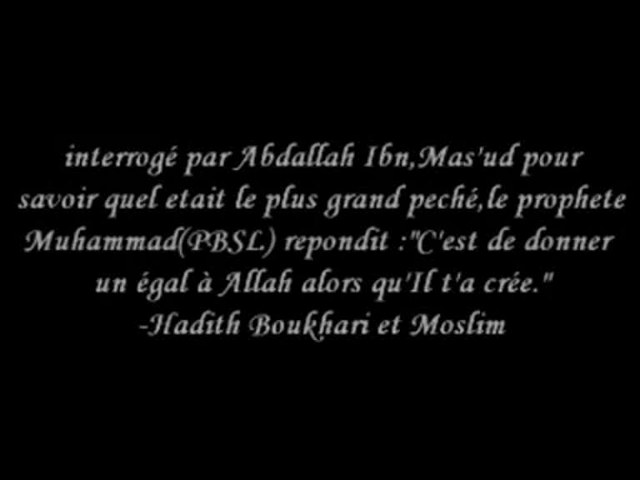 interrogé par Abdallah Ibn,Mas'ud pour
savoir quel etait le plus grand peché,le prophete
Muhammad(PBSL) repondit :"C'est de donner
un égal à Allah alors qu'Il t'a crée."
-Hadith Boukhari et Moslim